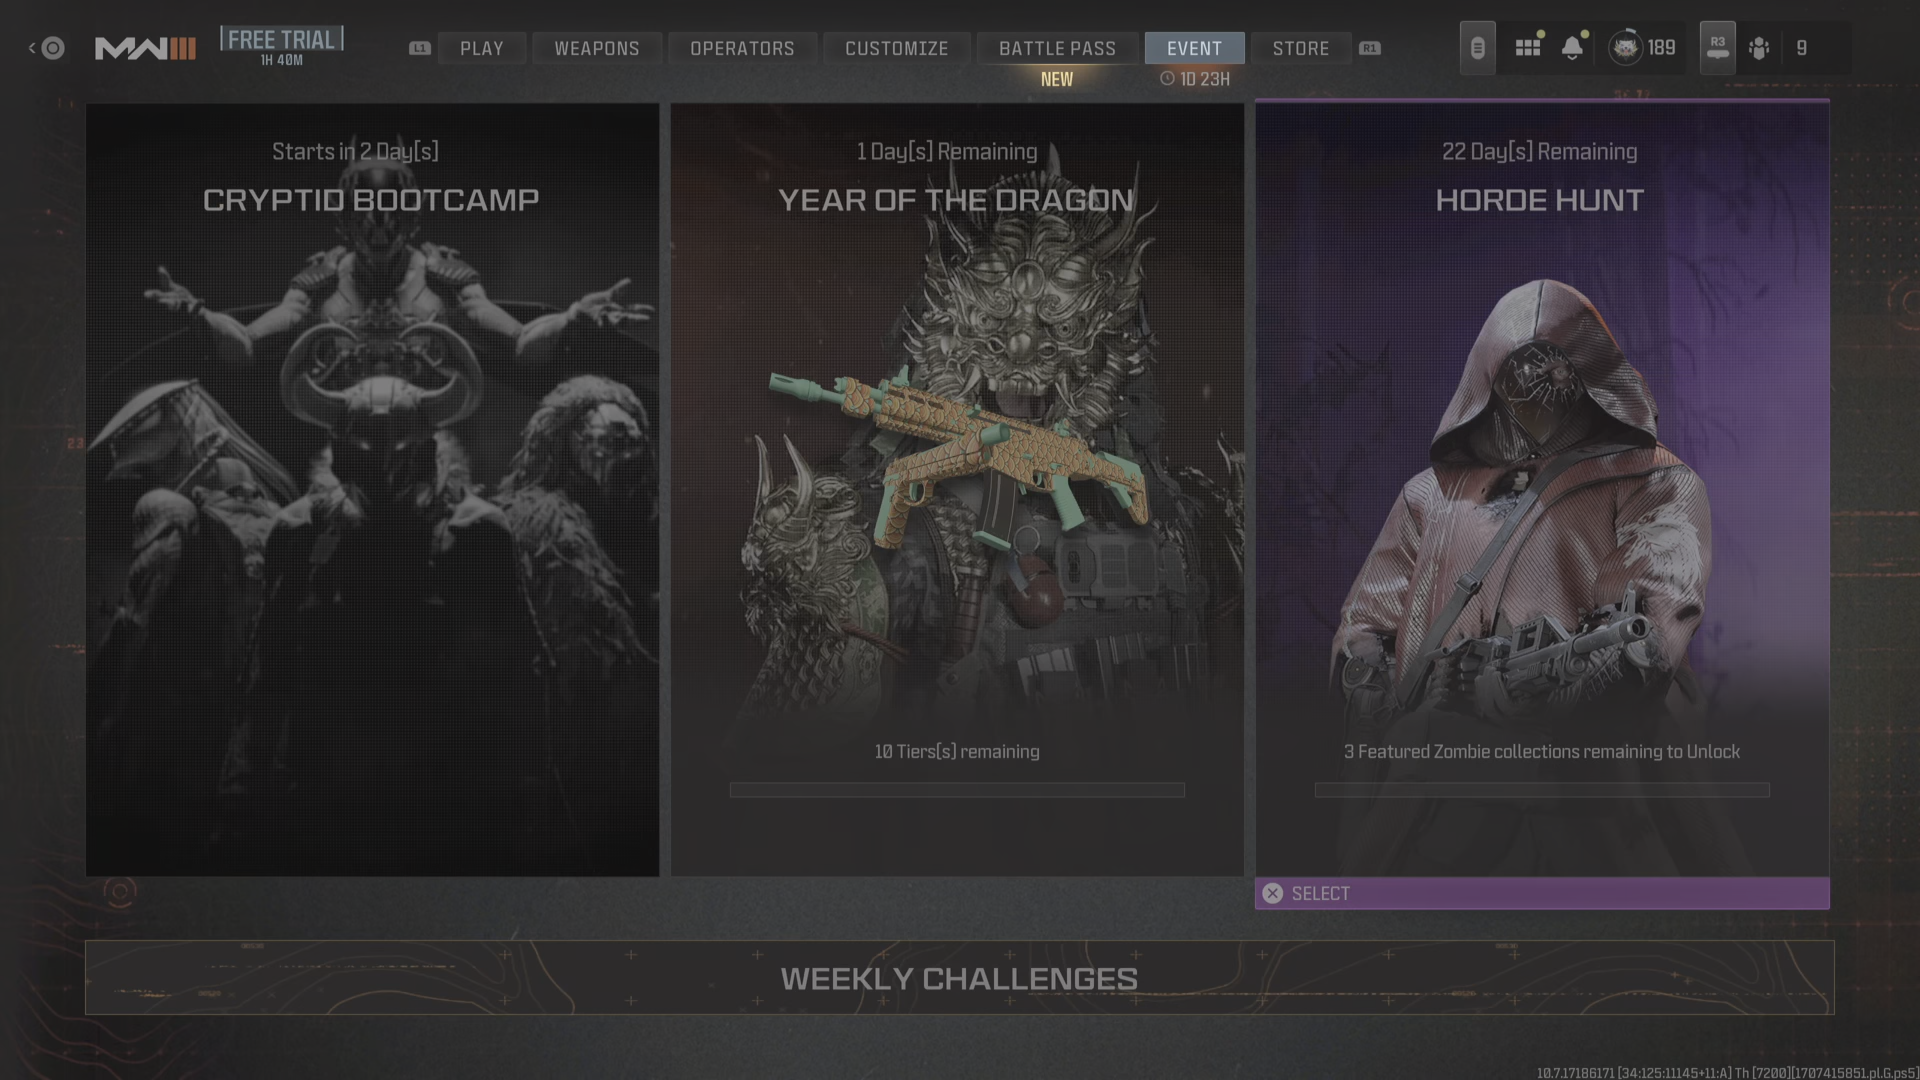 MWIII
FREE TRIAL
1H 40M
L1
PLAY
WEAPONS
OPERATORS
CUSTOMIZE
BATTLE PASS
NEW
EVENT
1D 23H
STORE
R1
189
R3
9
Starts in 2 Day[s]
CRYPTID BOOTCAMP
1 Day[s] Remaining
YEAR OF THE DRAGON
10 Tiers[s] remaining
22 Day[s] Remaining
HORDE HUNT
3 Featured Zombie collections remaining to Unlock
SELECT
23
WEEKLY CHALLENGES
10.7.17186171 [34:125:11145+11:A] Th [7200][1707415851.pl.G.ps5]